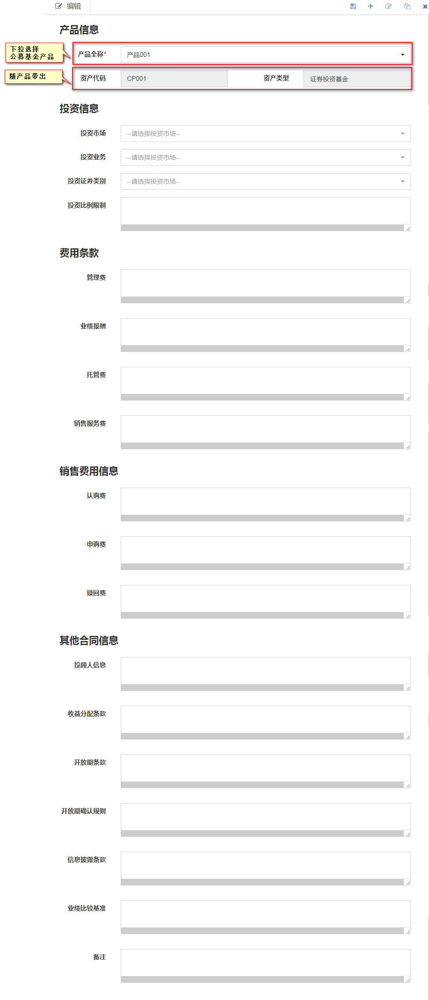 编辑
产品信息
下拉选择
公募基金产品
产品全称* 产品001
随产品带出
资产代码 CP001 资产类型 证券投资基金
投资信息
投资市场 --请选择投资市场--
投资业务 --请选择投资市场--
投资证券类别 --请选择投资市场--
投资比例限制
费用条款
管理费
业绩报酬
托管费
销售服务费
销售费用信息
认购费
申购费
赎回费
其他合同信息
投顾人信息
收益分配条款
开放期条款
开放期确认规则
信息披露条款
业绩比较基准
备注